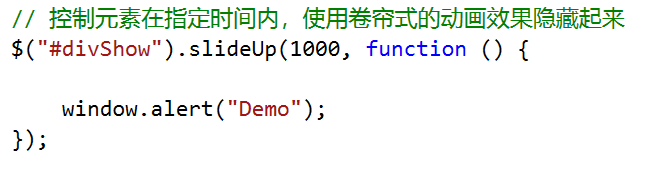 // 控制元素在指定时间内，使用卷帘式的动画效果隐藏起来
$("#divShow").slideUp(1000, function () {
window.alert("Demo");
});